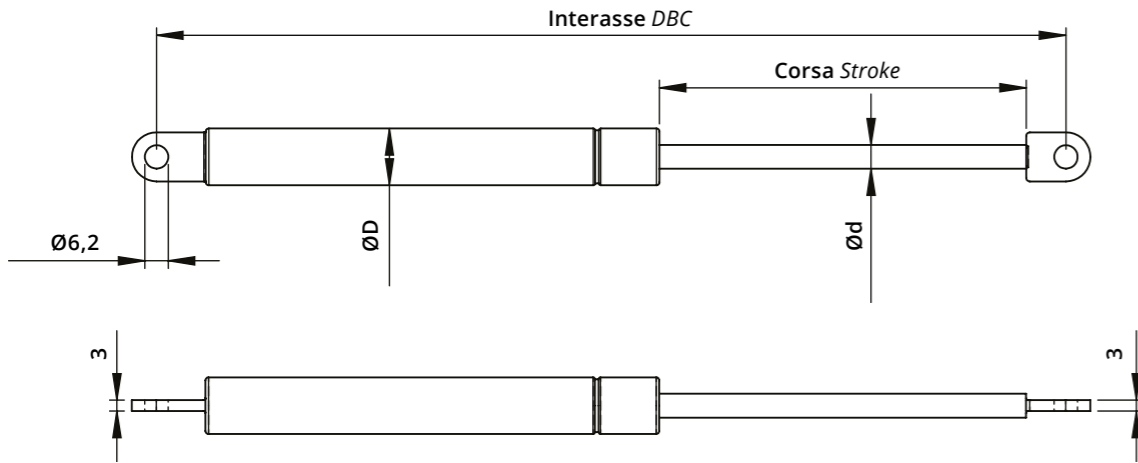 Interasse DBC
Corsa Stroke
Ø6,2
ØD
Ød
3
3